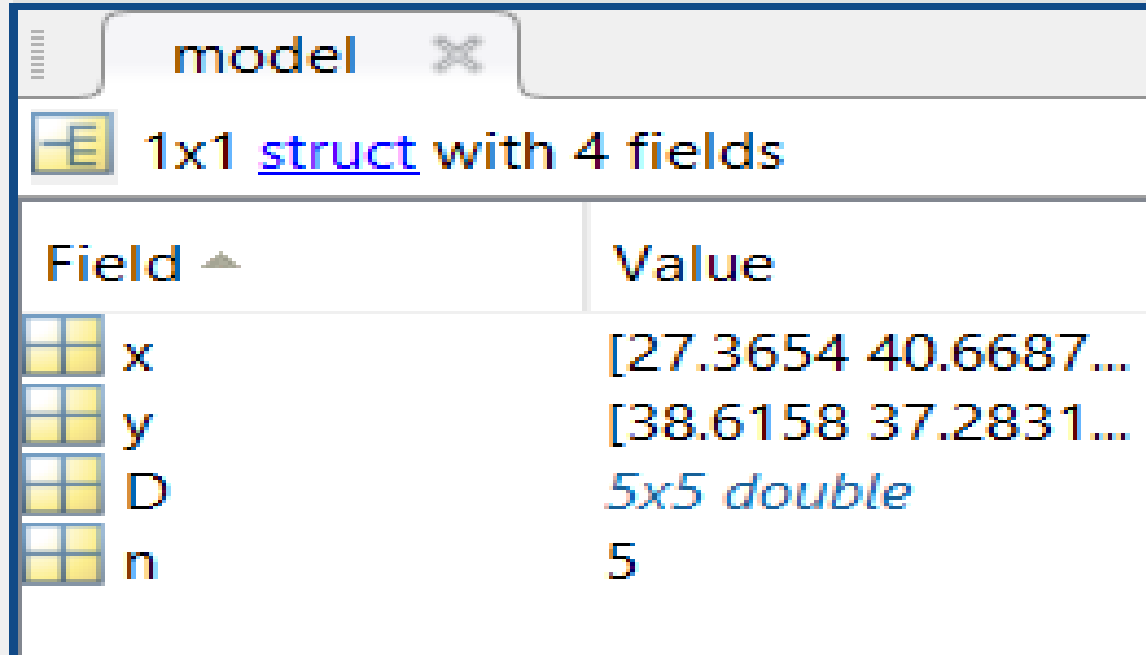 model
1x1 struct with 4 fields
Field Value
x [27.3654 40.6687...
y [38.6158 37.2831...
D 5x5 double
n 5